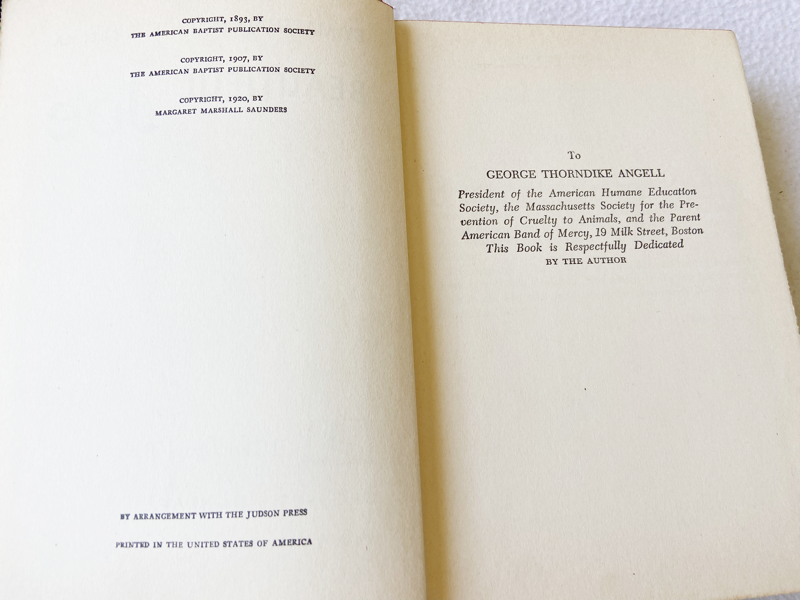 COPYRIGHT, 1893, BY
THE AMERICAN BAPTIST PUBLICATION SOCIETY
COPYRIGHT, 1907, BY
THE AMERICAN BAPTIST PUBLICATION SOCIETY
COPYRIGHT, 1920, BY
MARGARET MARSHALL SAUNDERS
BY ARRANGEMENT WITH THE JUDSON PRESS
PRINTED IN THE UNITED STATES OF AMERICA
To
GEORGE THORNDIKE ANGELL
President of the American Humane Education
Society, the Massachusetts Society for the Pre-
vention of Cruelty to Animals, and the Parent
American Band of Mercy, 19 Milk Street, Boston
This Book is Respectfully Dedicated
BY THE AUTHOR